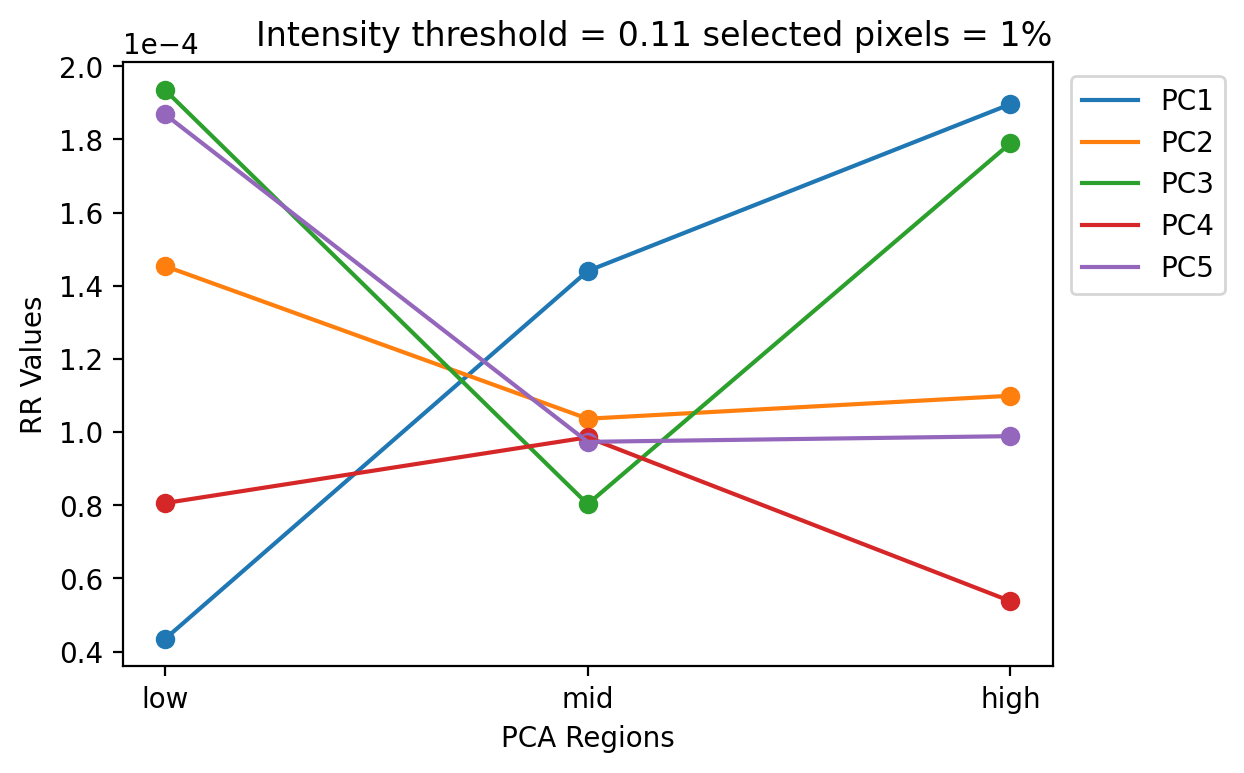 Intensity threshold = 0.11 selected pixels = 1%
1e−4
2.0
1.8
1.6
1.4
1.2
1.0
0.8
0.6
0.4
RR Values
low
mid
high
PCA Regions
PC1
PC2
PC3
PC4
PC5